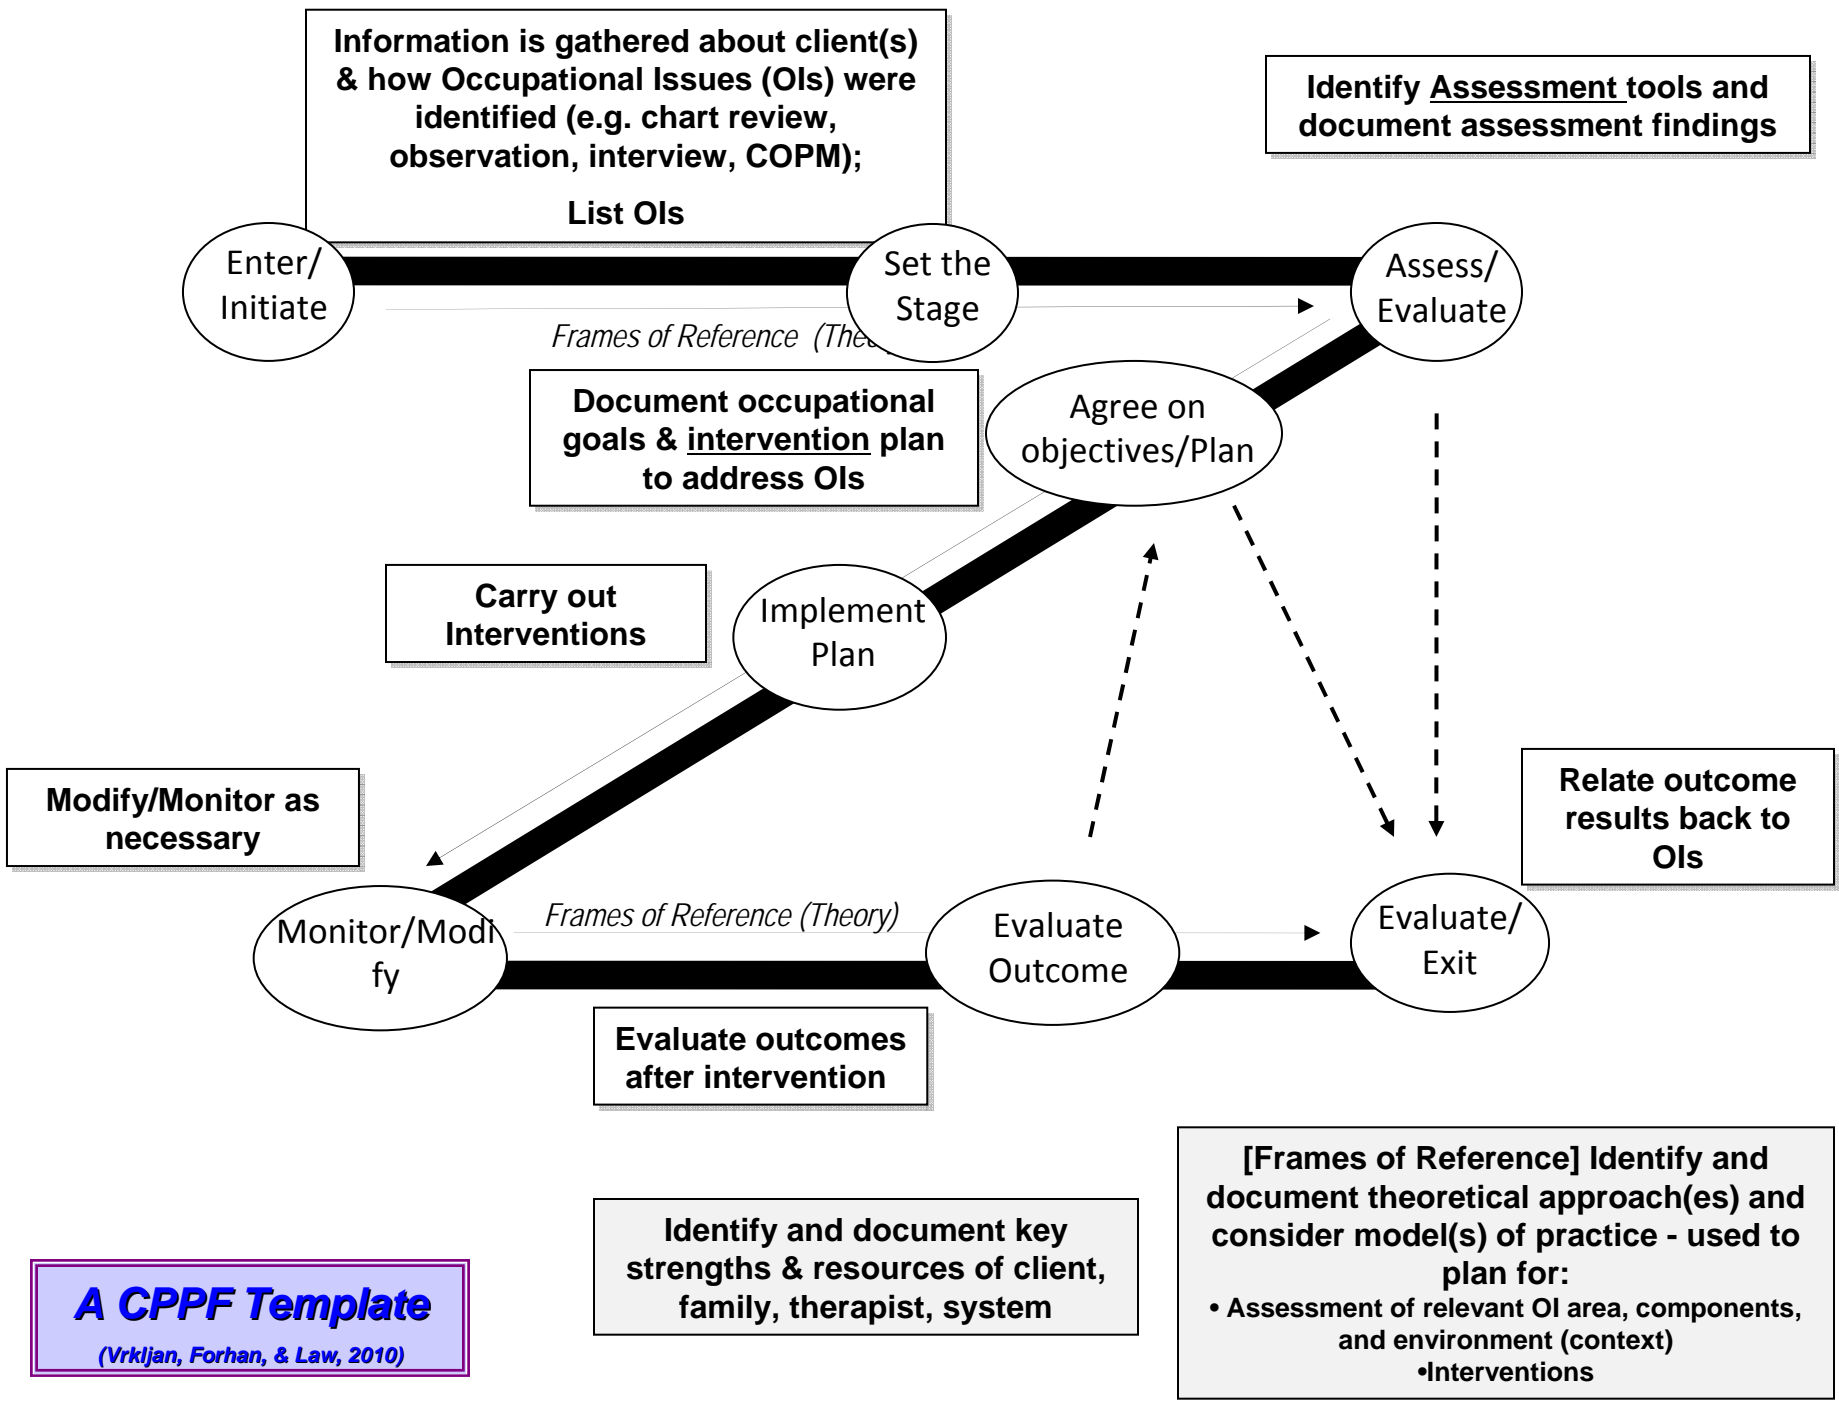 Information is gathered about client(s)
& how Occupational Issues (OIs) were
identified (e.g. chart review,
observation, interview, COPM);
List OIs
Identify Assessment tools and
document assessment findings
Enter/
Initiate
Set the
Stage
Assess/
Evaluate
Frames of Reference (Theo
Document occupational
goals & intervention plan
to address OIs
Agree on
objectives/Plan
Carry out
Interventions
Implement
Plan
Modify/Monitor as
necessary
Relate outcome
results back to
OIs
Monitor/Modi
fy
Frames of Reference (Theory)
Evaluate
Outcome
Evaluate/
Exit
Evaluate outcomes
after intervention
Identify and document key
strengths & resources of client,
family, therapist, system
[Frames of Reference] Identify and
document theoretical approach(es) and
consider model(s) of practice - used to
plan for:
• Assessment of relevant OI area, components,
and environment (context)
•Interventions
A CPPF Template
(Vrkljan, Forhan, & Law, 2010)